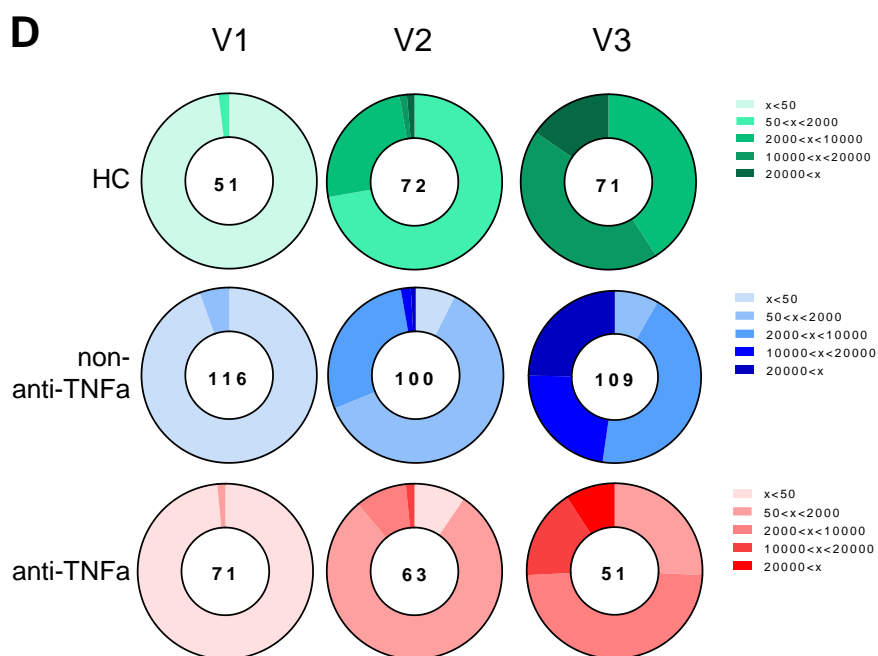 D
V1 V2 V3
HC
51 72 71
x<50
50<x<2000
2000<x<10000
10000<x<20000
20000<x
non-
anti-TNFa
116 100 109
x<50
50<x<2000
2000<x<10000
10000<x<20000
20000<x
anti-TNFa
71 63 51
x<50
50<x<2000
2000<x<10000
10000<x<20000
20000<x